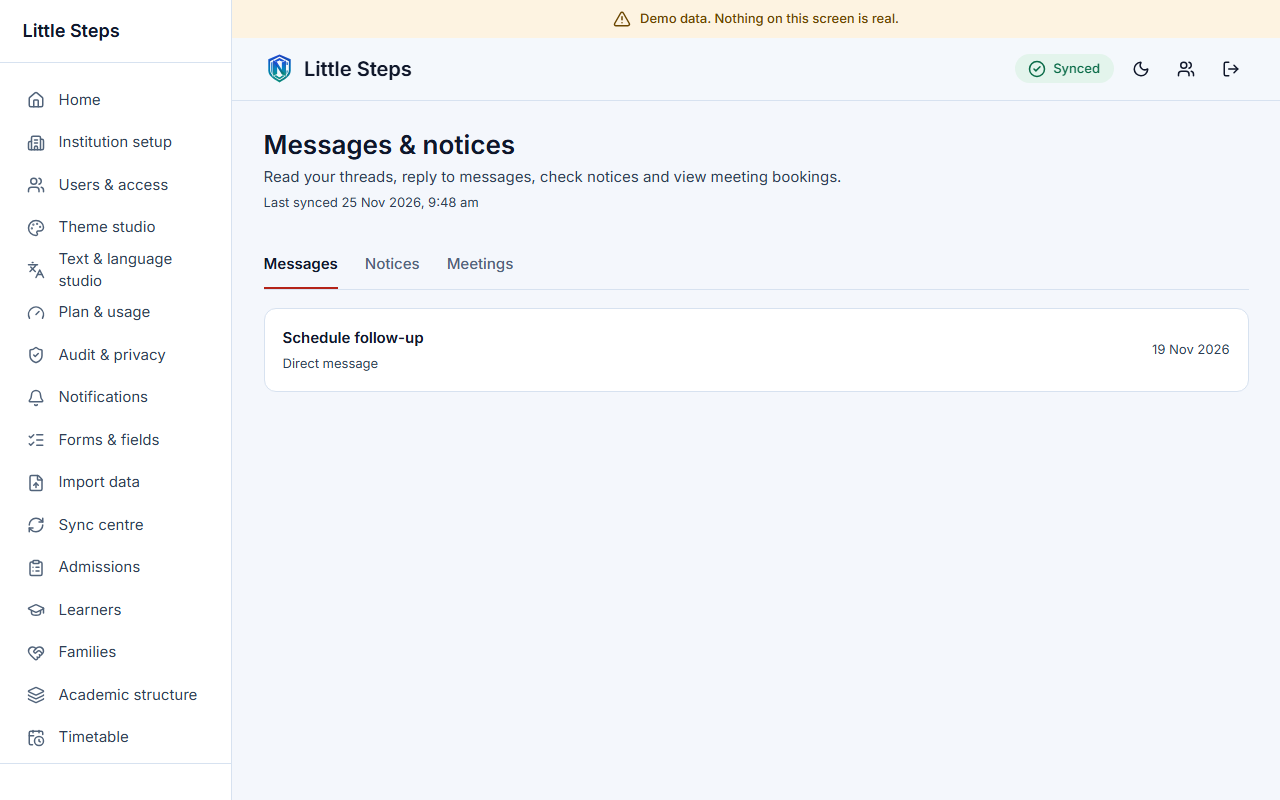 Little Steps
Home
Institution setup
Users & access
Theme studio
Text & language
studio
Plan & usage
Audit & privacy
Notifications
Forms & fields
Import data
Sync centre
Admissions
Learners
Families
Academic structure
Timetable
Demo data. Nothing on this screen is real.
Little Steps
Synced
Messages & notices
Read your threads, reply to messages, check notices and view meeting bookings.
Last synced 25 Nov 2026, 9:48 am
Messages
Notices
Meetings
Schedule follow-up
Direct message
19 Nov 2026